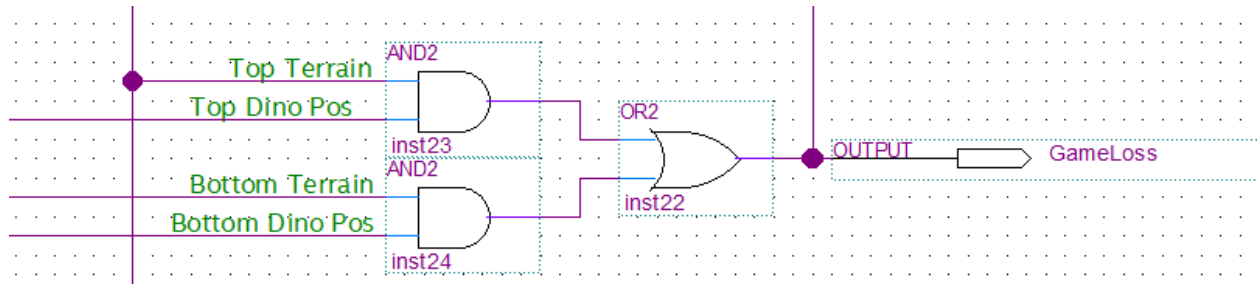 AND2
Top Terrain
Top Dino Pos
inst23
OR2
inst22
AND2
Bottom Terrain
Bottom Dino Pos
inst24
OUTPUT
GameLoss